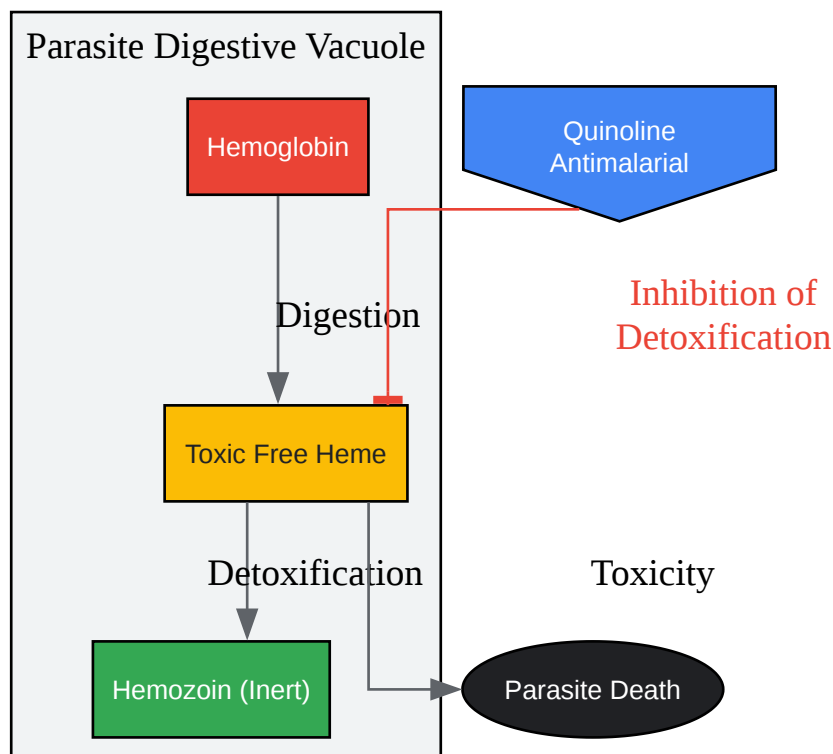 Parasite Digestive Vacuole
Hemoglobin
Quinoline
Antimalarial
Digestion
Inhibition of
Detoxification
Toxic Free Heme
Detoxification
Toxicity
Hemozoin (Inert)
Parasite Death